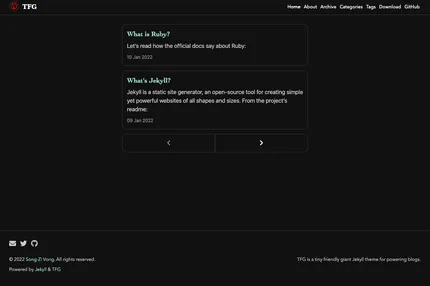 TFG
Home About Archive Categories Tags Download GitHub
What is Ruby?
Let's read how the official docs say about Ruby:
10 Jan 2022
What's Jekyll?
Jekyll is a static site generator, an open-source tool for creating simple
yet powerful websites of all shapes and sizes. From the project's
readme:
09 Jan 2022
© 2022 Song-Zi Vong. All rights reserved.
TFG is a tiny friendly giant Jekyll theme for powering blogs.
Powered by Jekyll & TFG